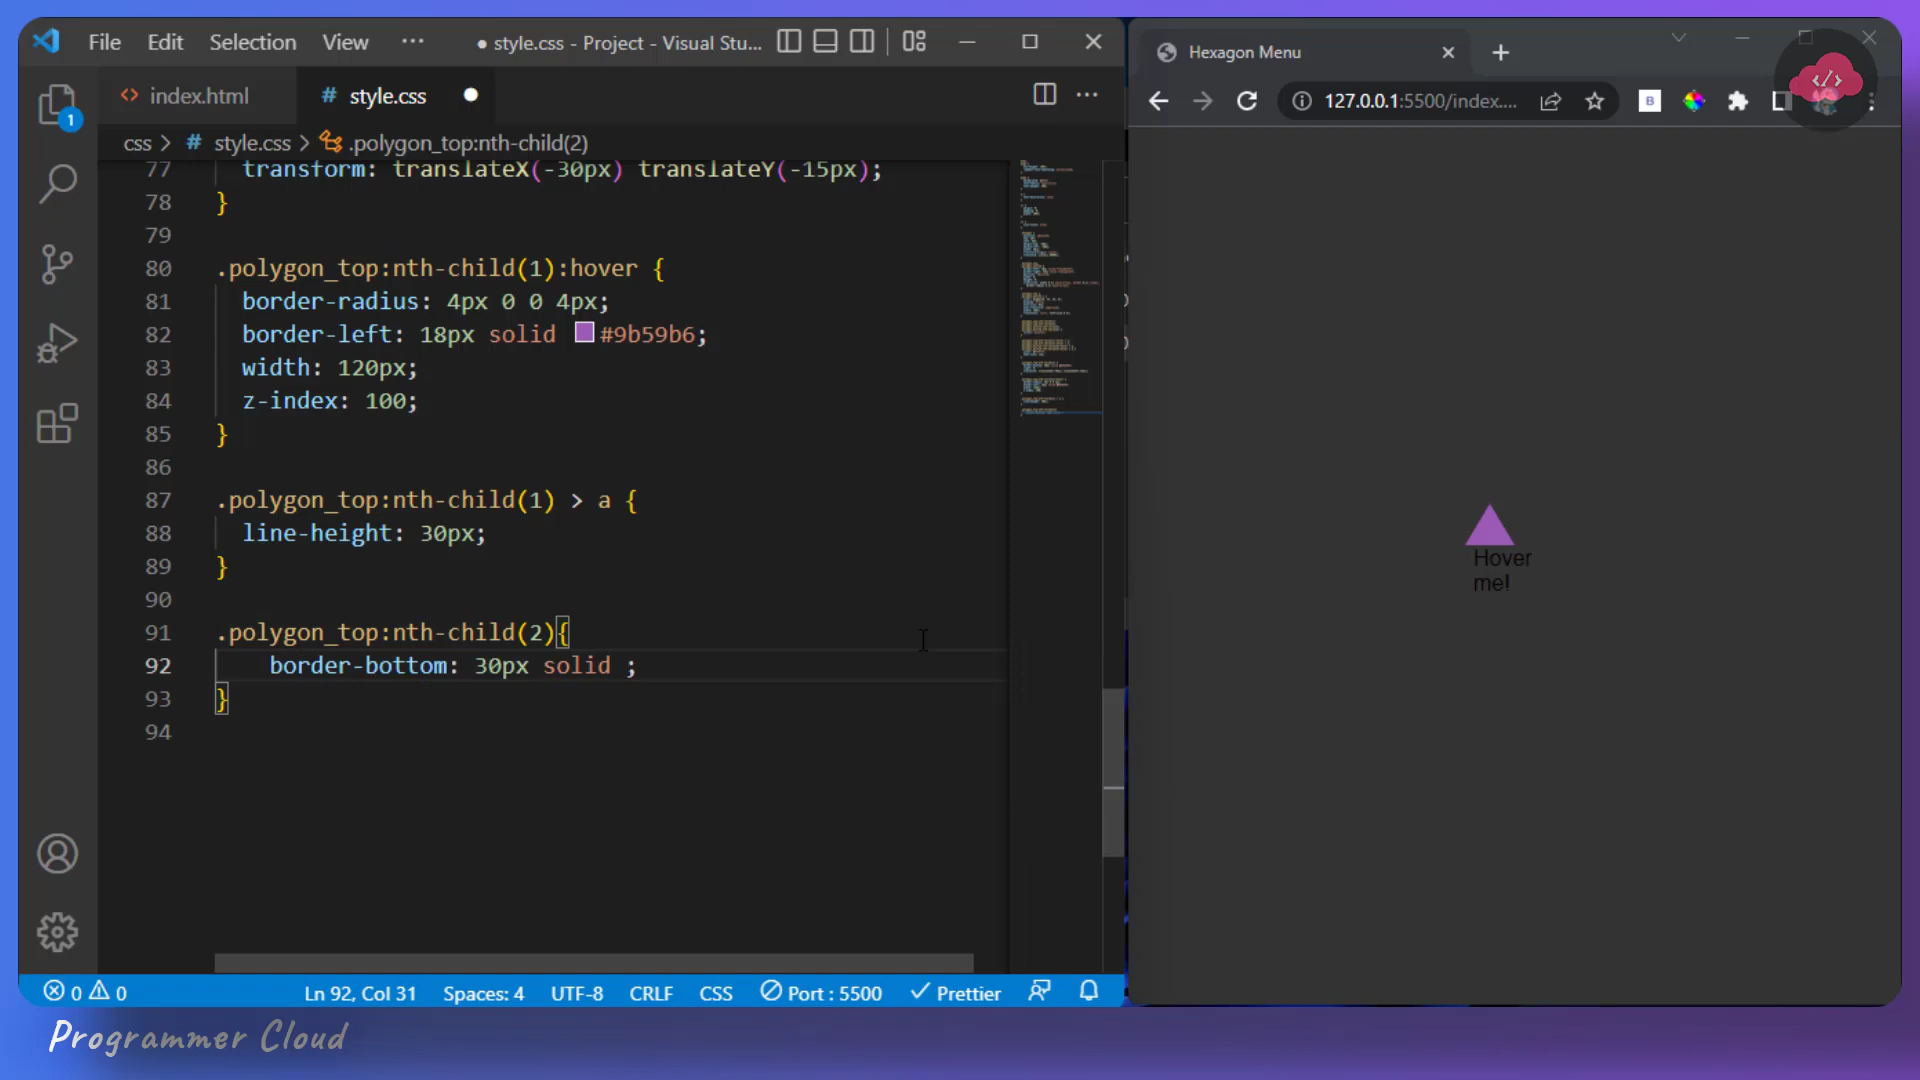 File Edit Selection View ··· ● style.css - Project - Visual Stu...
index.html # style.css
css > # style.css > .polygon_top:nth-child(2)
77 transform: translateX(-30px) translateY(-15px);
78 }
79
80 .polygon_top:nth-child(1):hover {
81 border-radius: 4px 0 0 4px;
82 border-left: 18px solid #9b59b6;
83 width: 120px;
84 z-index: 100;
85 }
86
87 .polygon_top:nth-child(1) > a {
88 line-height: 30px;
89 }
90
91 .polygon_top:nth-child(2){
92 border-bottom: 30px solid ;
93 }
94
1
0 0 Ln 92, Col 31 Spaces: 4 UTF-8 CRLF CSS Port : 5500 Prettier
Hexagon Menu
127.0.0.1:5500/index....
B
</>
Hover
me!
Programmer Cloud